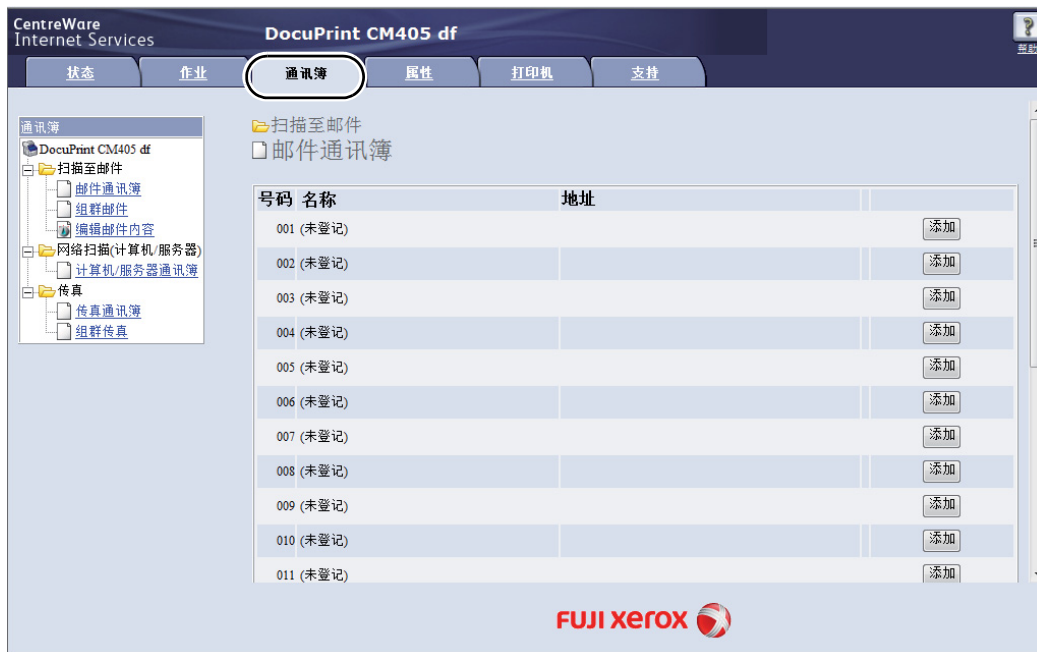 CentreWare
Internet Services
DocuPrint CM405 df
?
帮助
状态
作业
通讯簿
属性
打印机
支持
通讯簿
DocuPrint CM405 df
扫描至邮件
邮件通讯簿
组群邮件
编辑邮件内容
网络扫描(计算机/服务器)
计算机/服务器通讯簿
传真
传真通讯簿
组群传真
扫描至邮件
邮件通讯簿
号码 名称 地址
001 (未登记) 添加
002 (未登记) 添加
003 (未登记) 添加
004 (未登记) 添加
005 (未登记) 添加
006 (未登记) 添加
007 (未登记) 添加
008 (未登记) 添加
009 (未登记) 添加
010 (未登记) 添加
011 (未登记) 添加
FUJI xerox